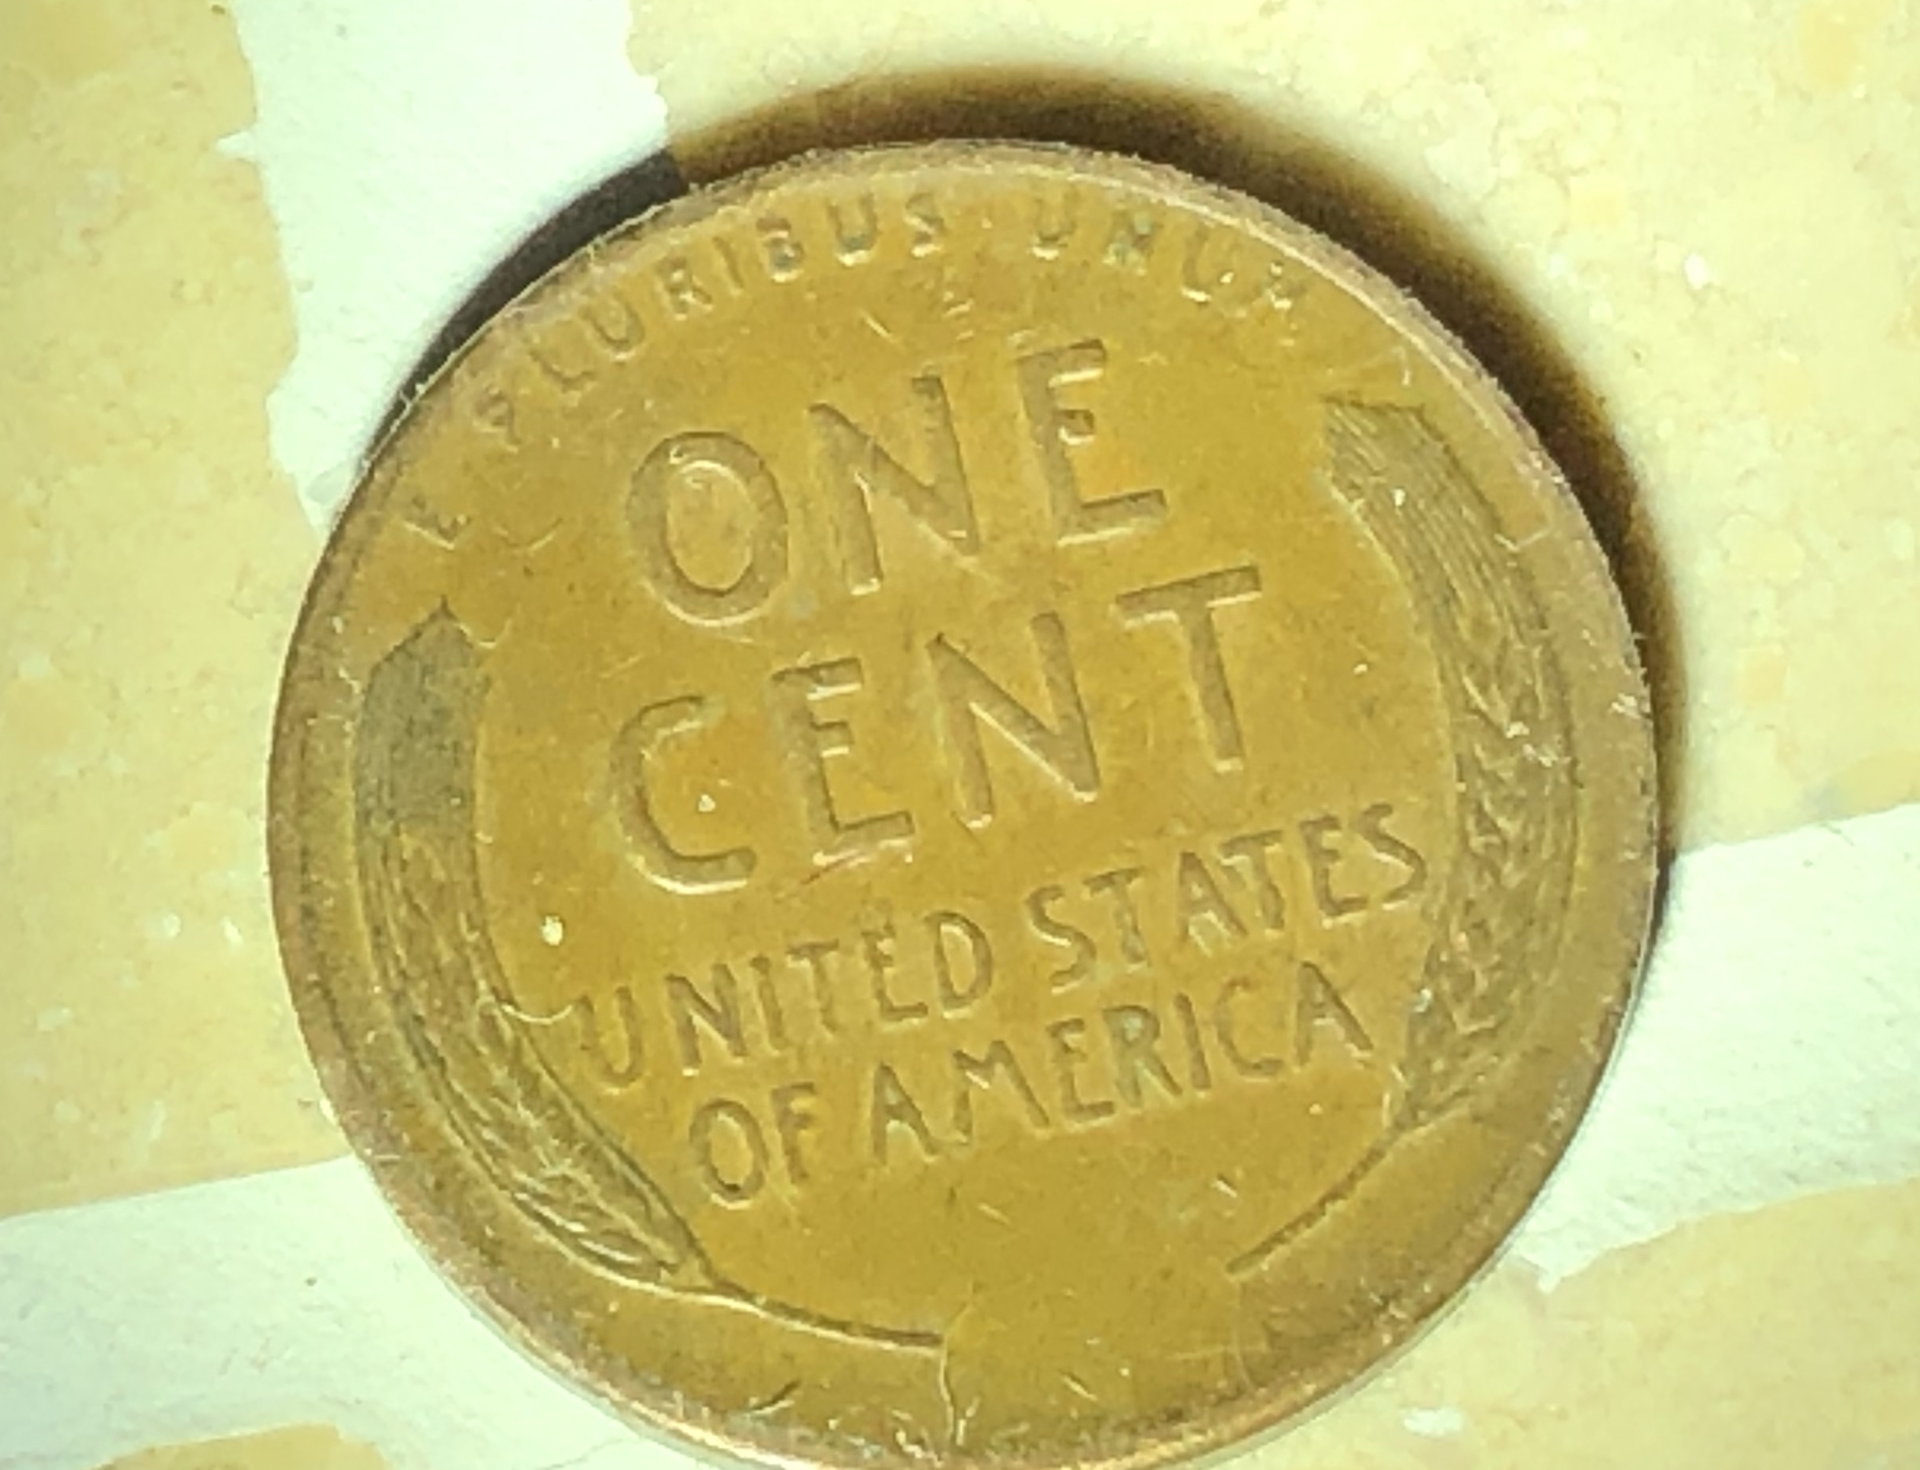 E PLURIBUS UNUM
ONE
CENT
UNITED STATES
OF AMERICA